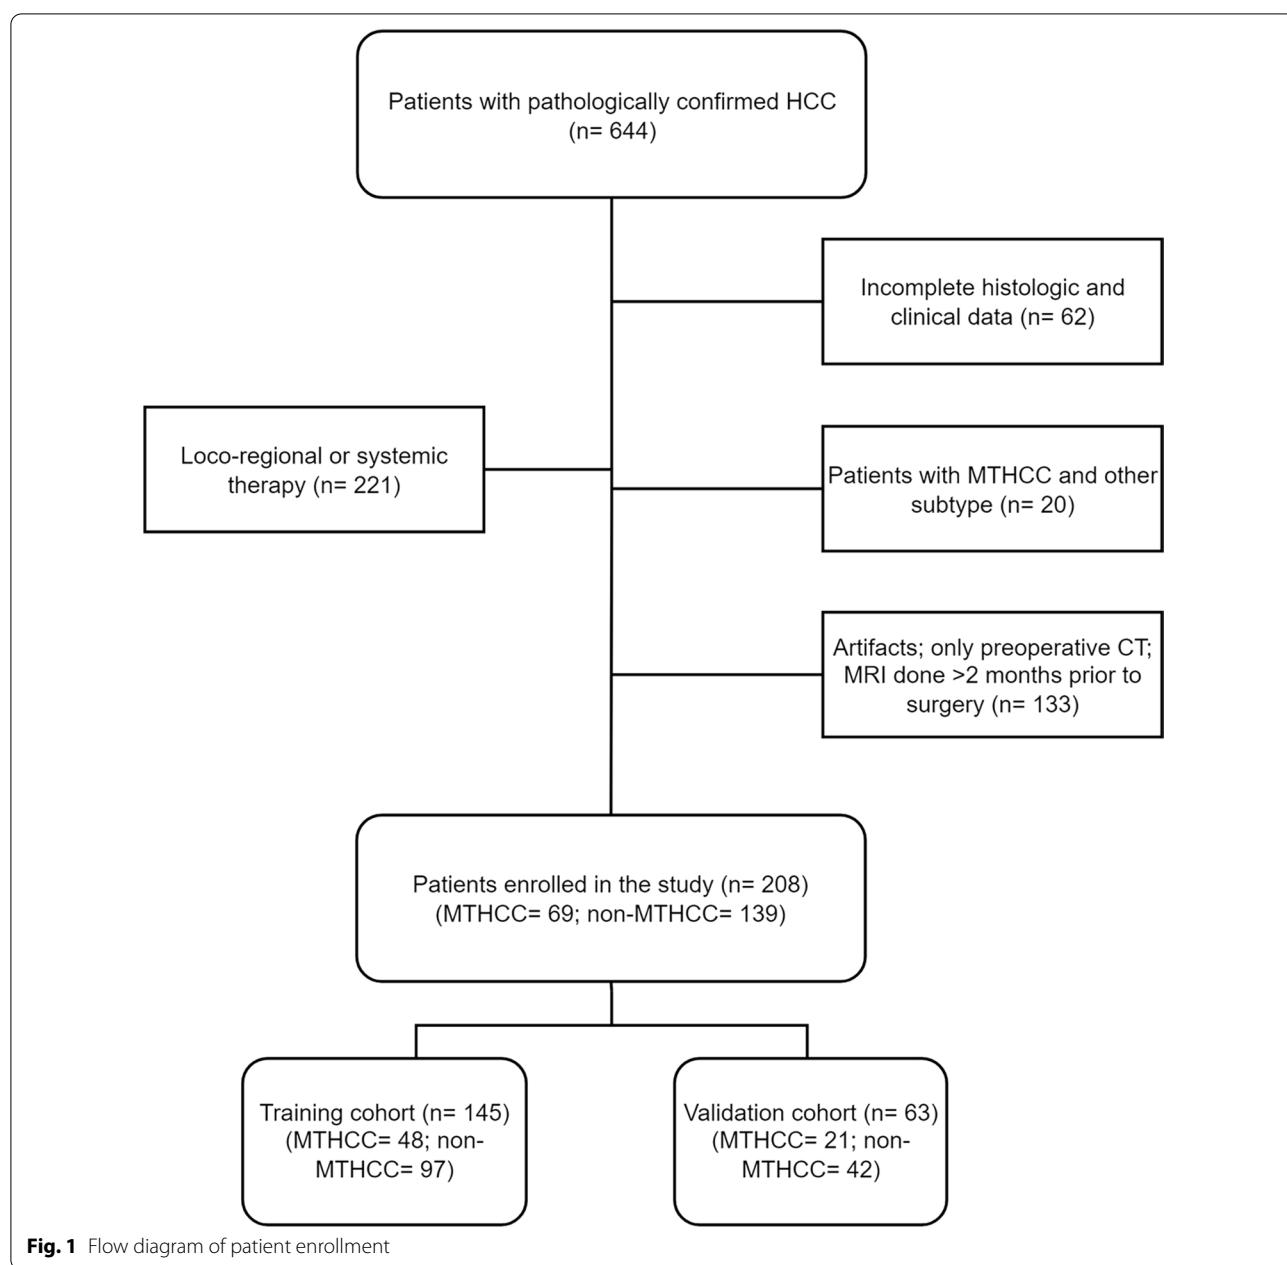 Patients with pathologically confirmed HCC
(n= 644)
Incomplete histologic and
clinical data (n= 62)
Loco-regional or systemic
therapy (n= 221)
Patients with MTHCC and other
subtype (n= 20)
Artifacts; only preoperative CT;
MRI done >2 months prior to
surgery (n= 133)
Patients enrolled in the study (n= 208)
(MTHCC= 69; non-MTHCC= 139)
Training cohort (n= 145)
(MTHCC= 48; non-
MTHCC= 97)
Validation cohort (n= 63)
(MTHCC= 21; non-
MTHCC= 42)
Fig. 1 Flow diagram of patient enrollment